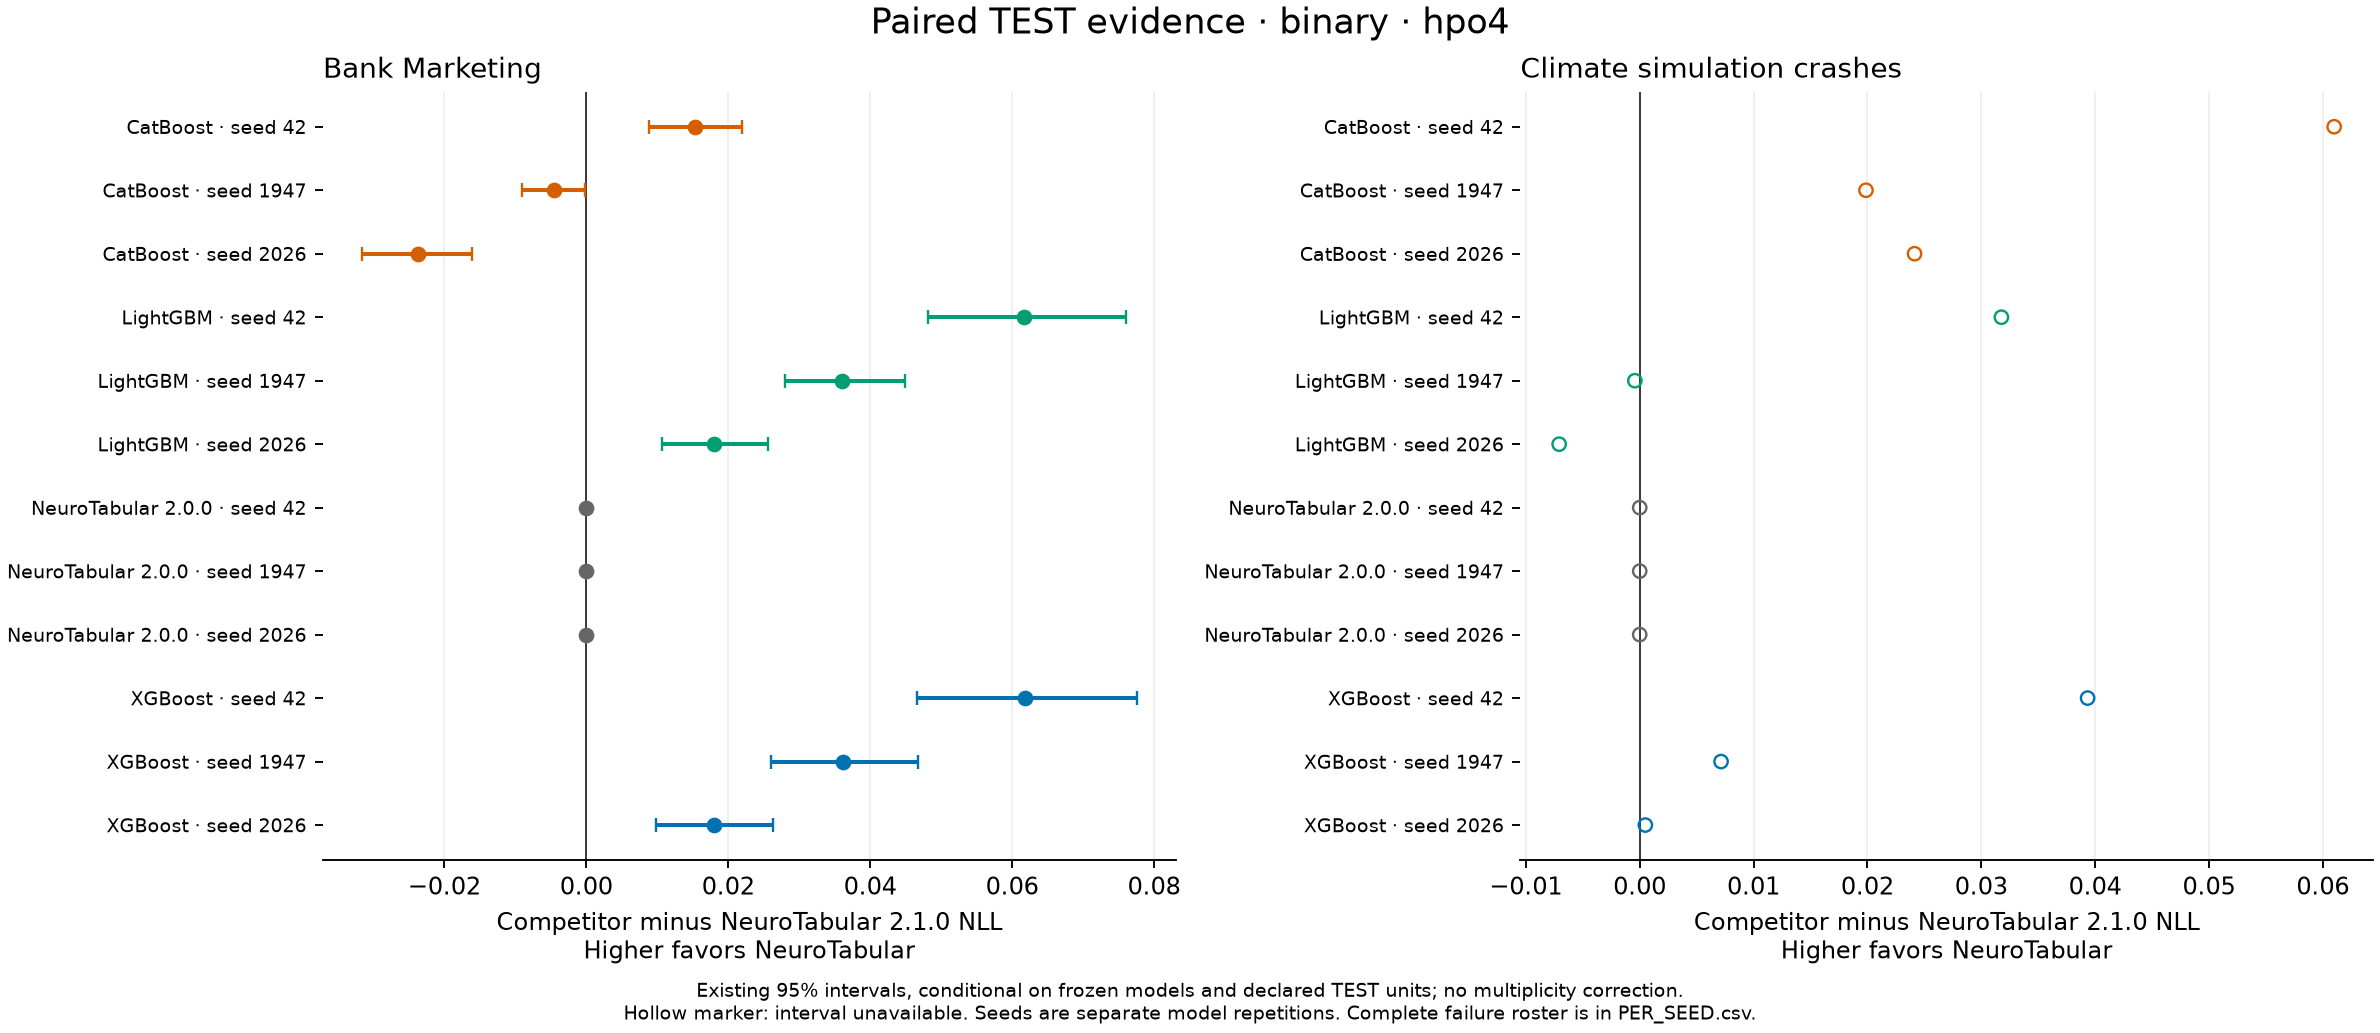 Paired TEST evidence · binary · hpo4
Bank Marketing
CatBoost · seed 42
CatBoost · seed 1947
CatBoost · seed 2026
LightGBM · seed 42
LightGBM · seed 1947
LightGBM · seed 2026
NeuroTabular 2.0.0 · seed 42
NeuroTabular 2.0.0 · seed 1947
NeuroTabular 2.0.0 · seed 2026
XGBoost · seed 42
XGBoost · seed 1947
XGBoost · seed 2026
−0.02 0.00 0.02 0.04 0.06 0.08
Competitor minus NeuroTabular 2.1.0 NLL
Higher favors NeuroTabular
Climate simulation crashes
CatBoost · seed 42
CatBoost · seed 1947
CatBoost · seed 2026
LightGBM · seed 42
LightGBM · seed 1947
LightGBM · seed 2026
NeuroTabular 2.0.0 · seed 42
NeuroTabular 2.0.0 · seed 1947
NeuroTabular 2.0.0 · seed 2026
XGBoost · seed 42
XGBoost · seed 1947
XGBoost · seed 2026
−0.01 0.00 0.01 0.02 0.03 0.04 0.05 0.06
Competitor minus NeuroTabular 2.1.0 NLL
Higher favors NeuroTabular
Existing 95% intervals, conditional on frozen models and declared TEST units; no multiplicity correction.
Hollow marker: interval unavailable. Seeds are separate model repetitions. Complete failure roster is in PER_SEED.csv.